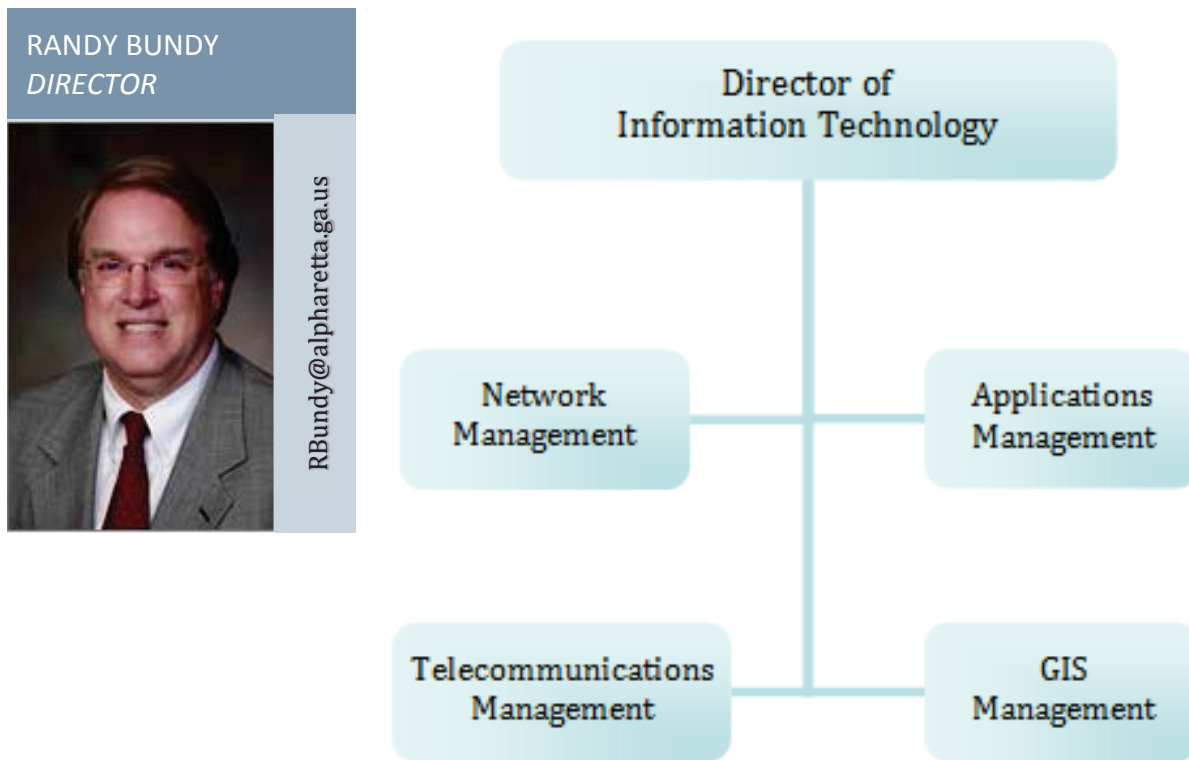 RANDY BUNDY
DIRECTOR
RBundy@alpharetta.ga.us
Director of
Information Technology
Network
Management
Applications
Management
Telecommunications
Management
GIS
Management